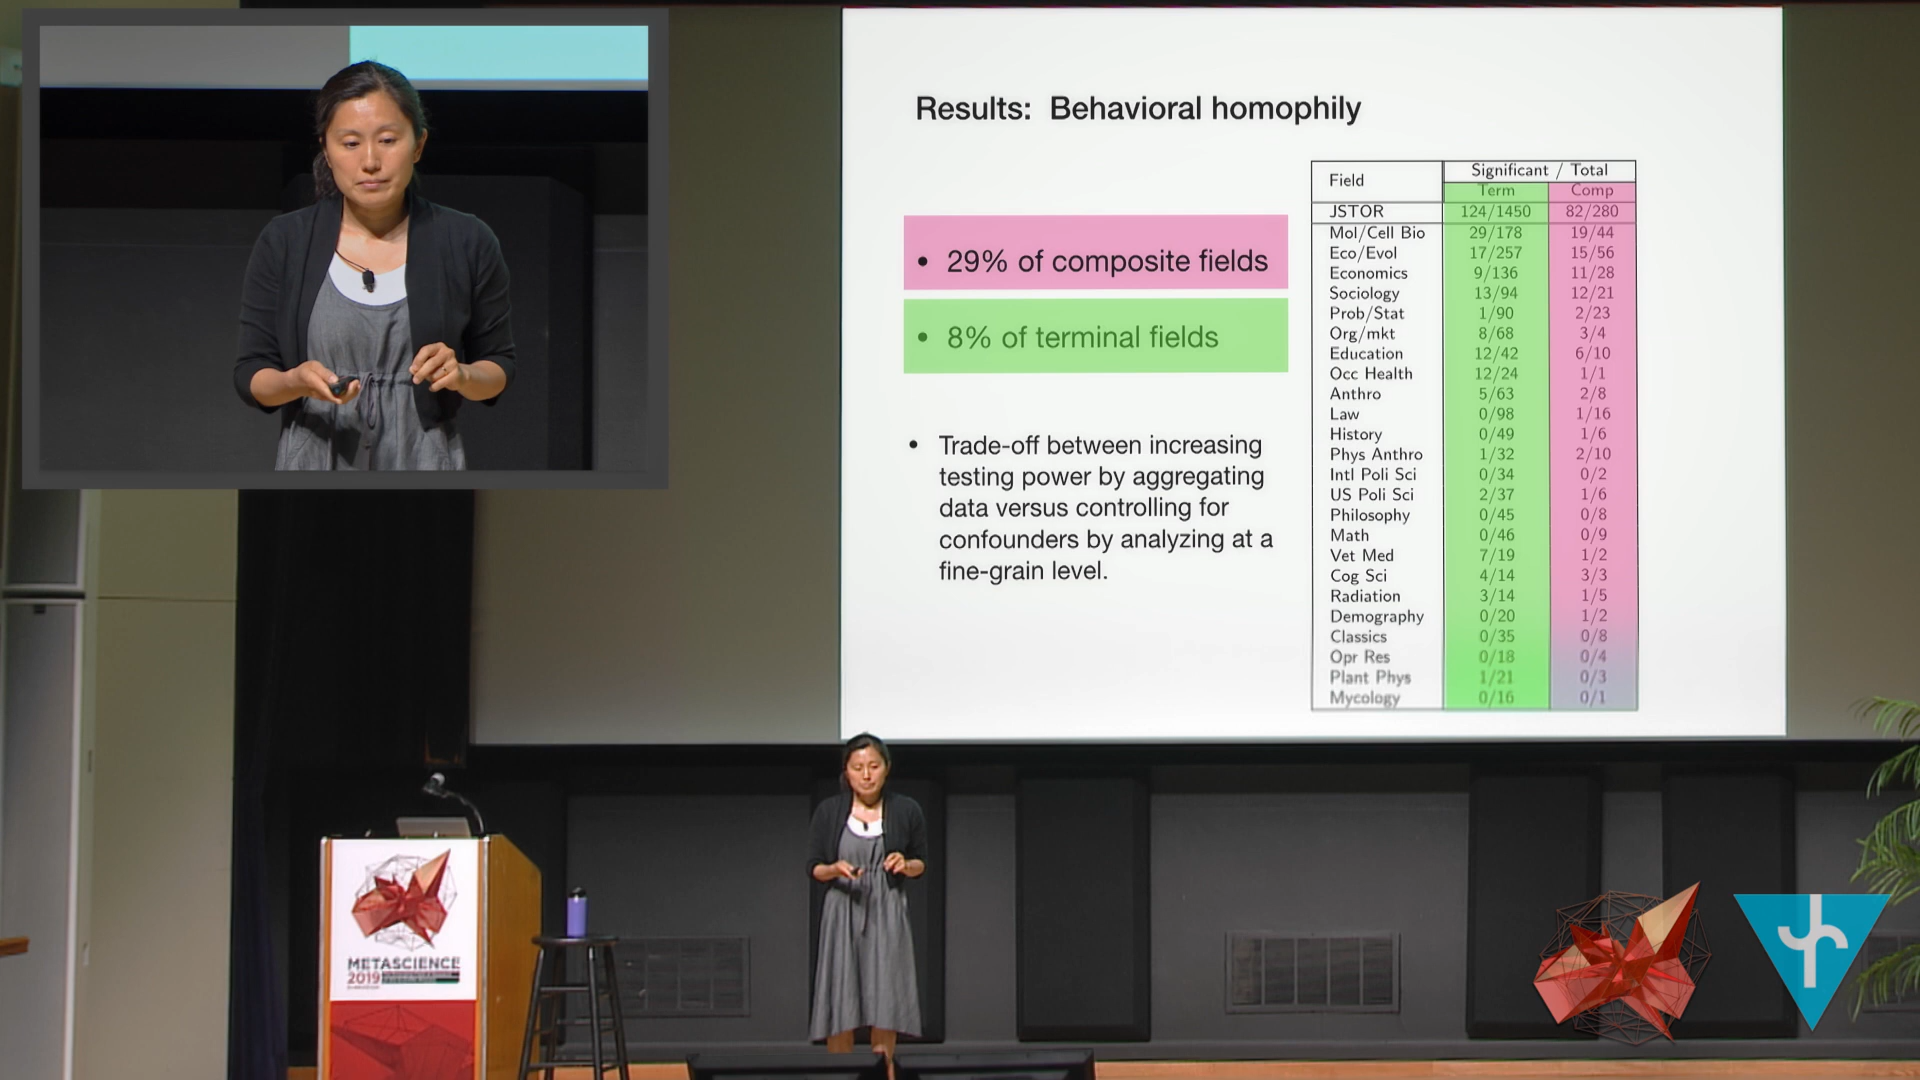 Results: Behavioral homophily
• 29% of composite fields
• 8% of terminal fields
• Trade-off between increasing
testing power by aggregating
data versus controlling for
confounders by analyzing at a
fine-grain level.
Field Significant / Total
Term Comp
JSTOR 124/1450 82/280
Mol/Cell Bio 29/178 19/44
Eco/Evol 17/257 15/56
Economics 9/136 11/28
Sociology 13/94 12/21
Prob/Stat 1/90 2/23
Org/mkt 8/68 3/4
Education 12/42 6/10
Occ Health 12/24 1/1
Anthro 5/63 2/8
Law 0/98 1/16
History 0/49 1/6
Phys Anthro 1/32 2/10
Intl Poli Sci 0/34 0/2
US Poli Sci 2/37 1/6
Philosophy 0/45 0/8
Math 0/46 0/9
Vet Med 7/19 1/2
Cog Sci 4/14 3/3
Radiation 3/14 1/5
Demography 0/20 1/2
Classics 0/35 0/8
Opr Res 0/18 0/4
Plant Phys 1/21 0/3
Mycology 0/16 0/1
METASCIENCE
2019